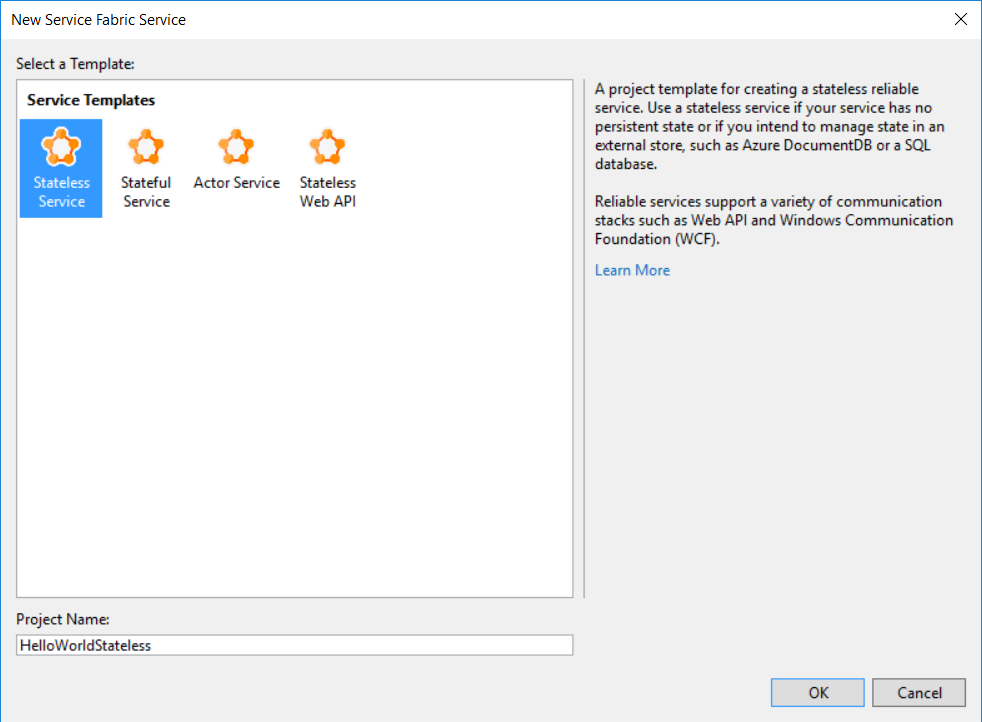 New Service Fabric Service
Select a Template:
Service Templates
Stateless
Service
Stateful
Service
Actor Service
Stateless
Web API
A project template for creating a stateless reliable
service. Use a stateless service if your service has no
persistent state or if you intend to manage state in an
external store, such as Azure DocumentDB or a SQL
database.
Reliable services support a variety of communication
stacks such as Web API and Windows Communication
Foundation (WCF).
Learn More
Project Name:
HelloWorldStateless
OK
Cancel